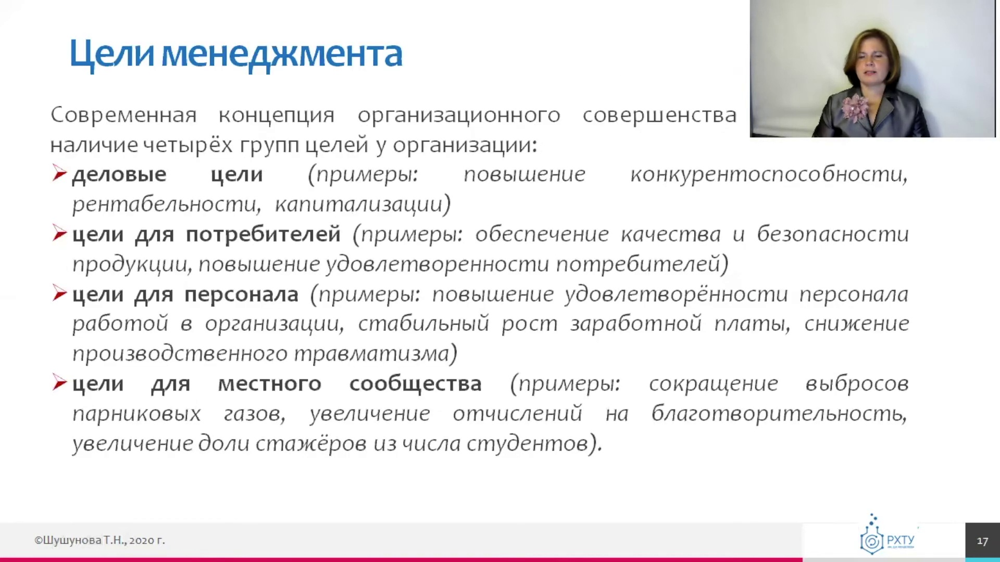 Цели менеджмента
Современная концепция организационного совершенства
наличие четырёх групп целей у организации:
деловые цели (примеры: повышение конкурентоспособности,
рентабельности, капитализации)
цели для потребителей (примеры: обеспечение качества и безопасности
продукции, повышение удовлетворенности потребителей)
цели для персонала (примеры: повышение удовлетворённости персонала
работой в организации, стабильный рост заработной платы, снижение
производственного травматизма)
цели для местного сообщества (примеры: сокращение выбросов
парниковых газов, увеличение отчислений на благотворительность,
увеличение доли стажёров из числа студентов).
©Шушунова Т.Н., 2020 г.
РХТУ
17